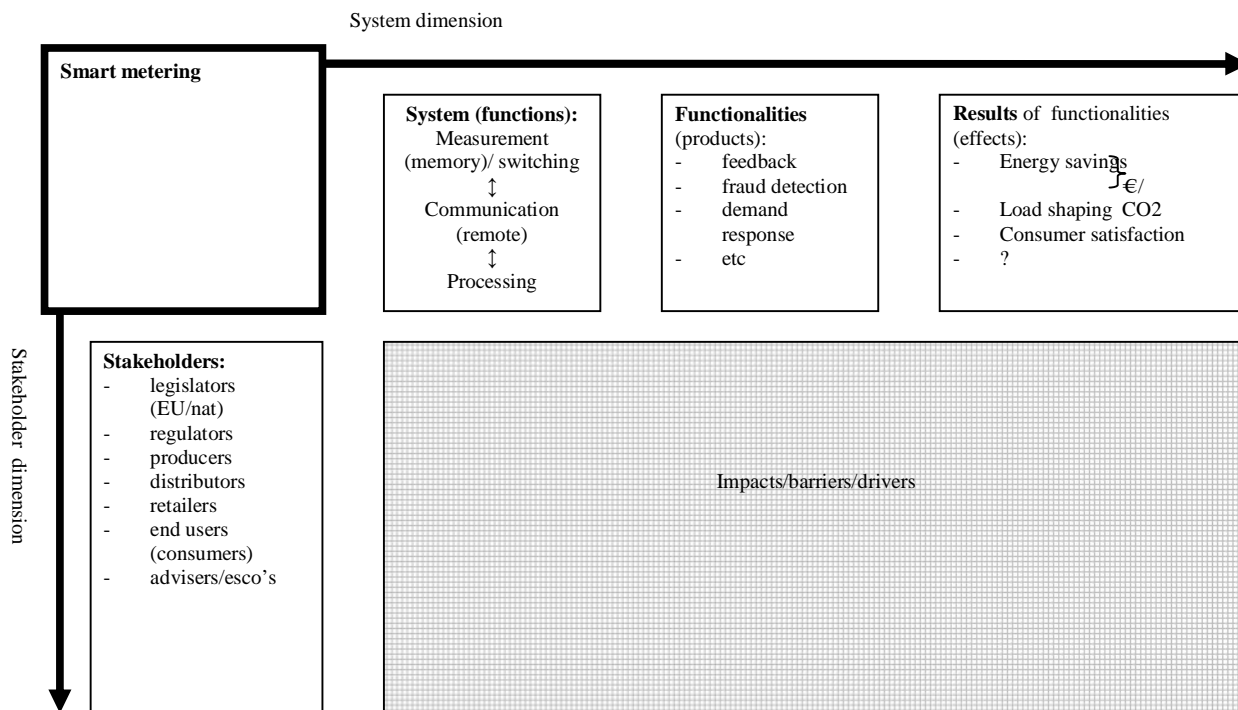 System dimension
Smart metering
System (functions):
Measurement
(memory)/ switching
↕
Communication
(remote)
↕
Processing
Functionalities
(products):
- feedback
- fraud detection
- demand
response
- etc
Results of functionalities
(effects):
- Energy savings
€/
- Load shaping CO2
- Consumer satisfaction
- ?
Stakeholder dimension
Stakeholders:
- legislators
(EU/nat)
- regulators
- producers
- distributors
- retailers
- end users
(consumers)
- advisers/esco’s
Impacts/barriers/drivers